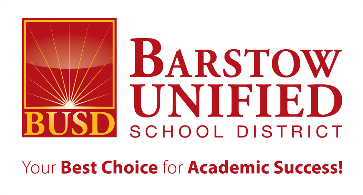 BUSD
BARSTOW
UNIFIED
SCHOOL DISTRICT
Your Best Choice for Academic Success!